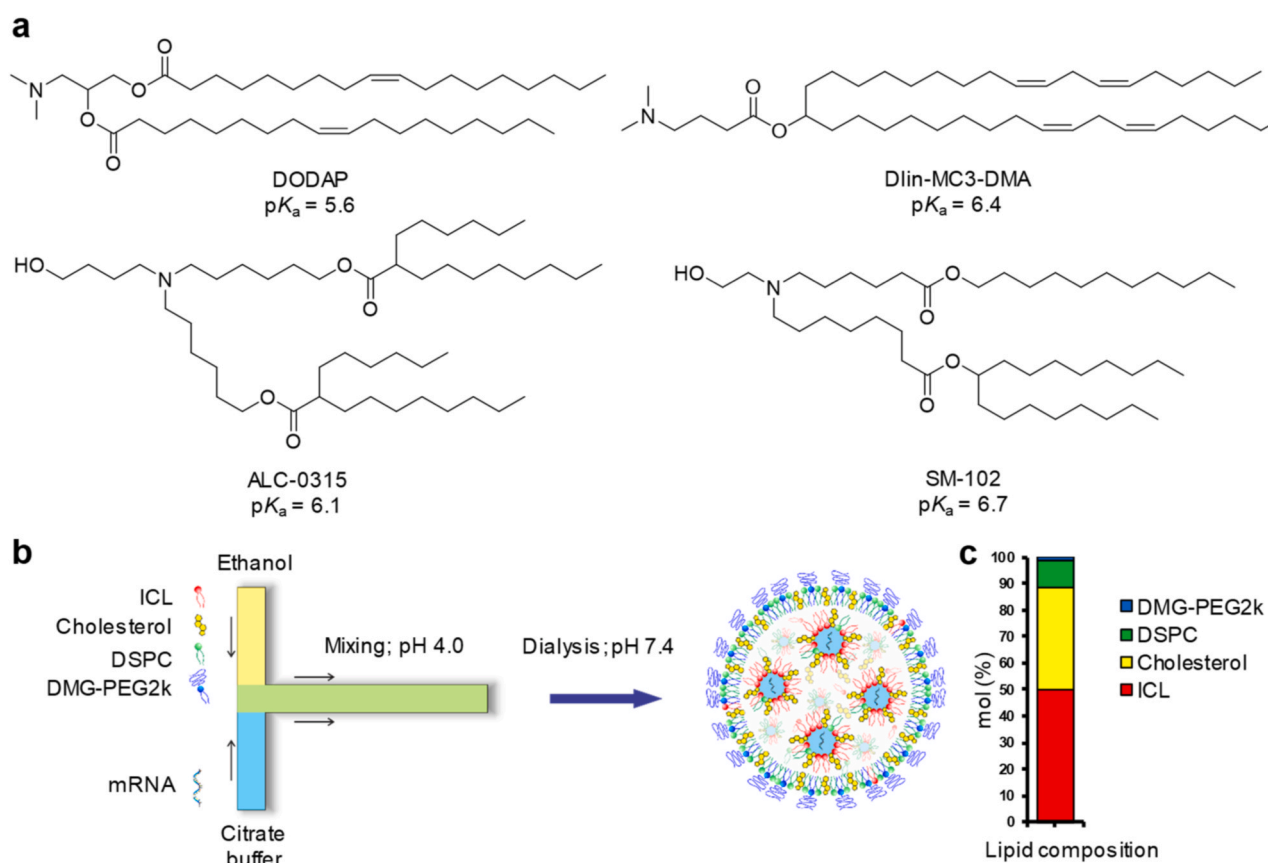 a
O
O
N
O
O
DODAP
pKa = 5.6
O
N
O
Dlin-MC3-DMA
pKa = 6.4
HO
N
O
O
O
O
ALC-0315
pKa = 6.1
HO
N
O
O
O
O
SM-102
pKa = 6.7
b
Ethanol
ICL
Cholesterol
DSPC
DMG-PEG2k
mRNA
Citrate
buffer
Mixing; pH 4.0
Dialysis; pH 7.4
c
mol (%)
100
90
80
70
60
50
40
30
20
10
0
Lipid composition
DMG-PEG2k
DSPC
Cholesterol
ICL